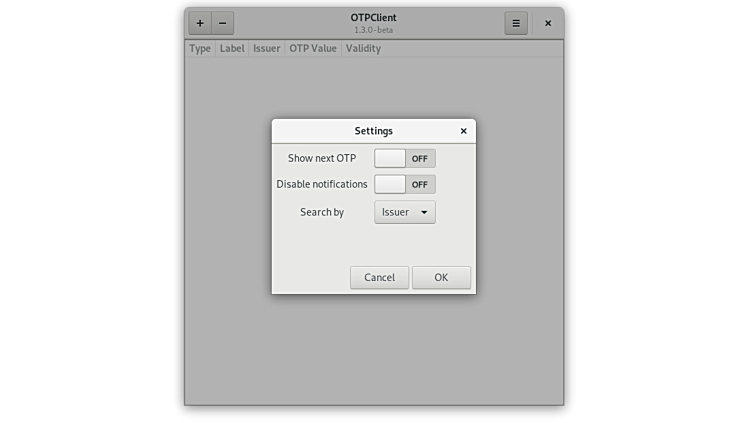 + − OTPClient ☰ ×
1.3.0-beta
Type Label Issuer OTP Value Validity
Settings ×
Show next OTP OFF
Disable notifications OFF
Search by Issuer
Cancel OK